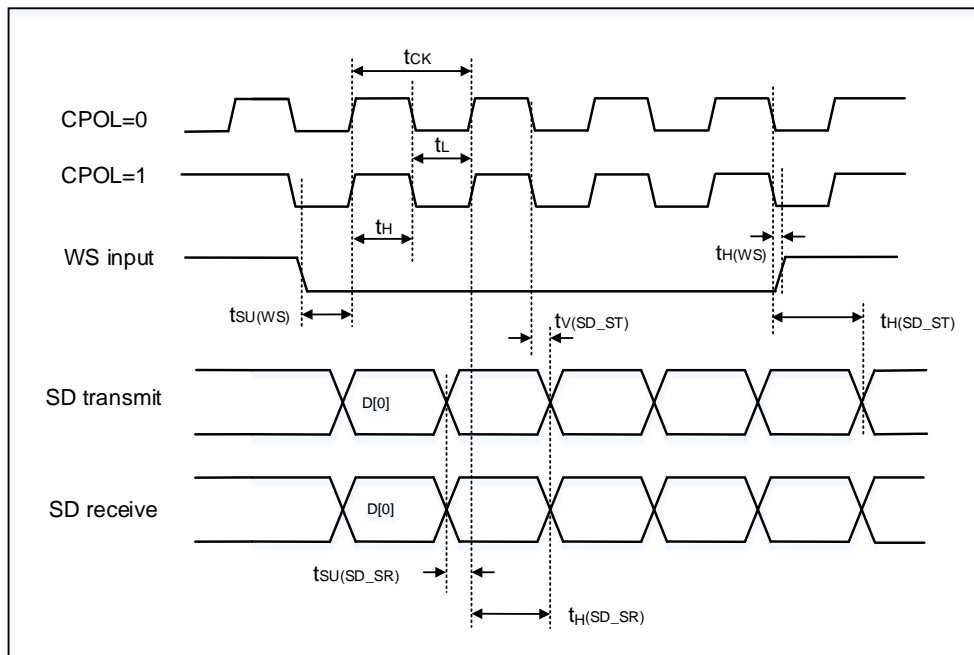 tCK
CPOL=0
tL
CPOL=1
tH
tH(WS)
WS input
tSU(WS)
tV(SD_ST)
tH(SD_ST)
SD transmit
D[0]
SD receive
D[0]
tSU(SD_SR)
tH(SD_SR)